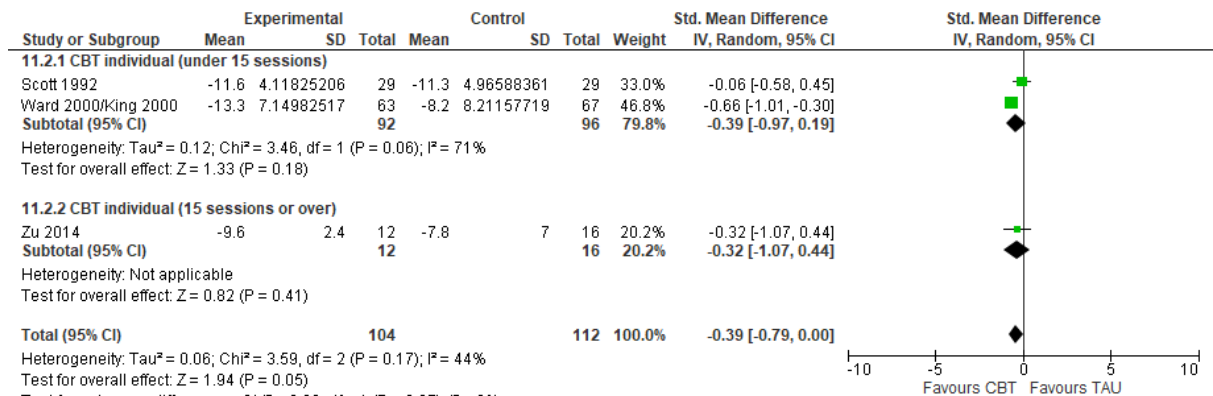 Experimental Control Std. Mean Difference Std. Mean Difference
Study or Subgroup Mean SD Total Mean SD Total Weight IV, Random, 95% CI IV, Random, 95% CI
11.2.1 CBT individual (under 15 sessions)
Scott 1992 -11.6 4.11825206 29 -11.3 4.96588361 29 33.0% -0.06 [-0.58, 0.45]
Ward 2000/King 2000 -13.3 7.14982517 63 -8.2 8.21157719 67 46.8% -0.66 [-1.01, -0.30]
Subtotal (95% CI) 92 96 79.8% -0.39 [-0.97, 0.19]
Heterogeneity: Tau² = 0.12; Chi² = 3.46, df = 1 (P = 0.06); I² = 71%
Test for overall effect: Z = 1.33 (P = 0.18)
11.2.2 CBT individual (15 sessions or over)
Zu 2014 -9.6 2.4 12 -7.8 7 16 20.2% -0.32 [-1.07, 0.44]
Subtotal (95% CI) 12 16 20.2% -0.32 [-1.07, 0.44]
Heterogeneity: Not applicable
Test for overall effect: Z = 0.82 (P = 0.41)
Total (95% CI) 104 112 100.0% -0.39 [-0.79, 0.00]
Heterogeneity: Tau² = 0.06; Chi² = 3.59, df = 2 (P = 0.17); I² = 44%
Test for overall effect: Z = 1.94 (P = 0.05)
-10 -5 0 5 10
Favours CBT Favours TAU